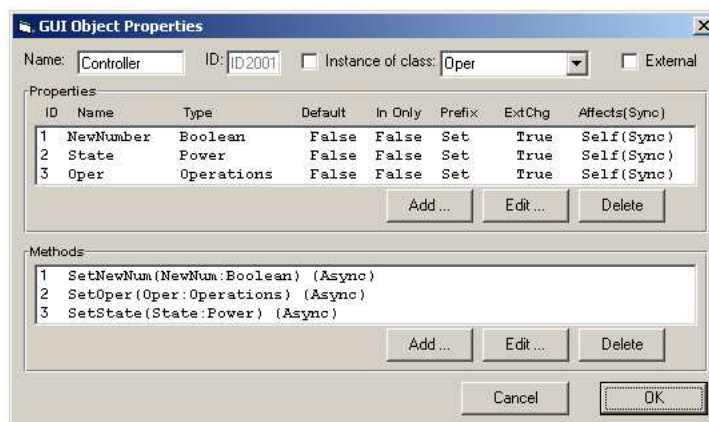 GUI Object Properties
Name: Controller ID: ID2001 Instance of class: Oper External
Properties
ID Name Type Default In Only Prefix ExtChg Affects(Sync)
1 NewNumber Boolean False False Set True Self(Sync)
2 State Power False False Set True Self(Sync)
3 Oper Operations False False Set True Self(Sync)
Add ... Edit ... Delete
Methods
1 SetNewNum(NewNum:Boolean) (Async)
2 SetOper(Oper:Operations) (Async)
3 SetState(State:Power) (Async)
Add ... Edit ... Delete
Cancel OK